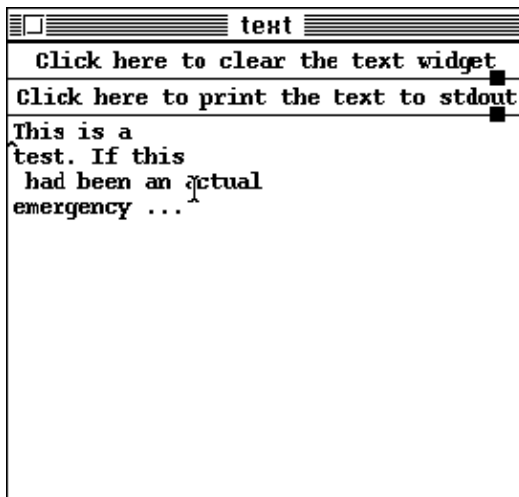 text
Click here to clear the text widget
Click here to print the text to stdout
This is a
test. If this
had been an actual
emergency ...